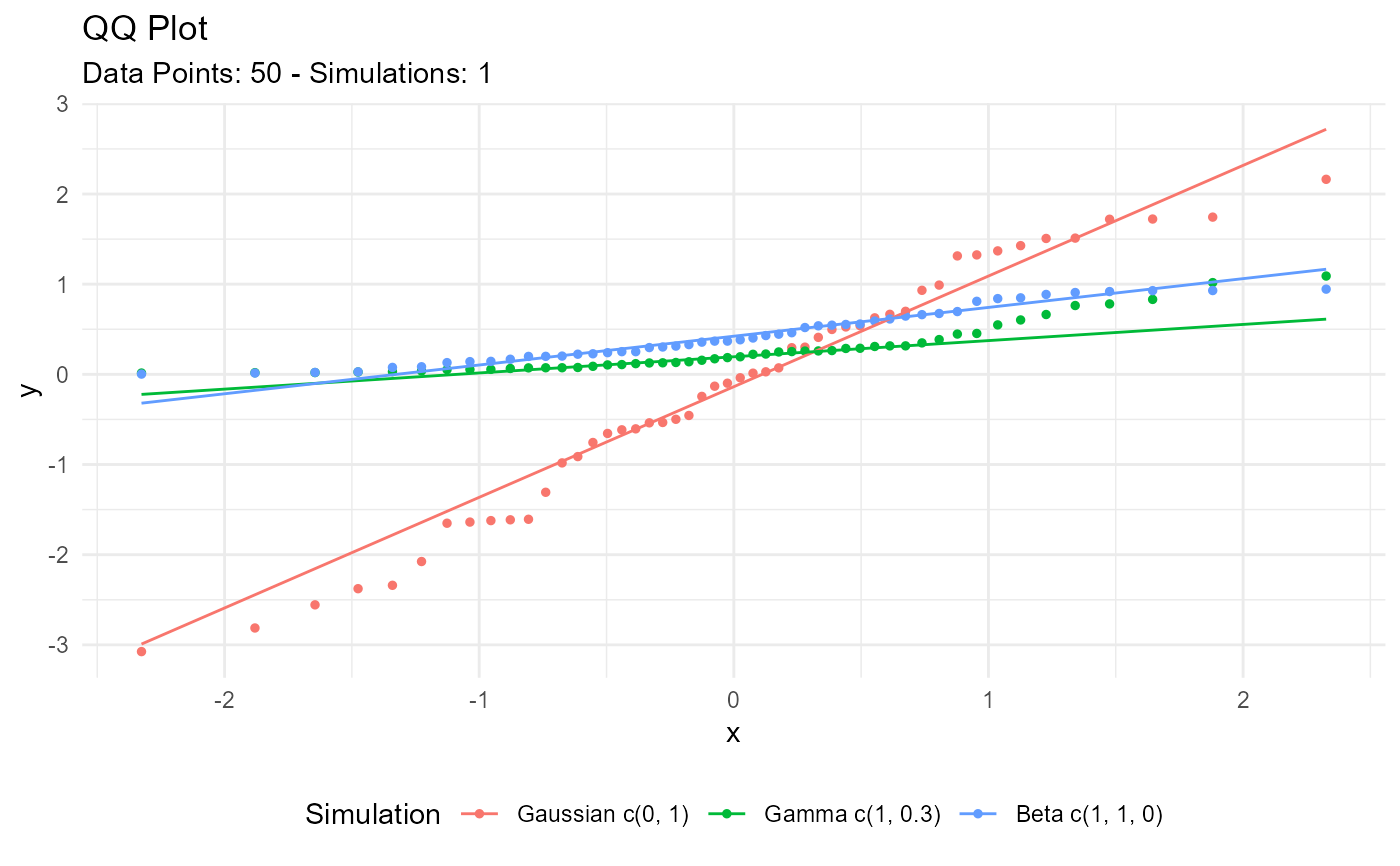 QQ Plot
Data Points: 50 - Simulations: 1
3
2
1
0
-1
-2
-3
y
-2 -1 0 1 2
x
Simulation Gaussian c(0, 1) Gamma c(1, 0.3) Beta c(1, 1, 0)